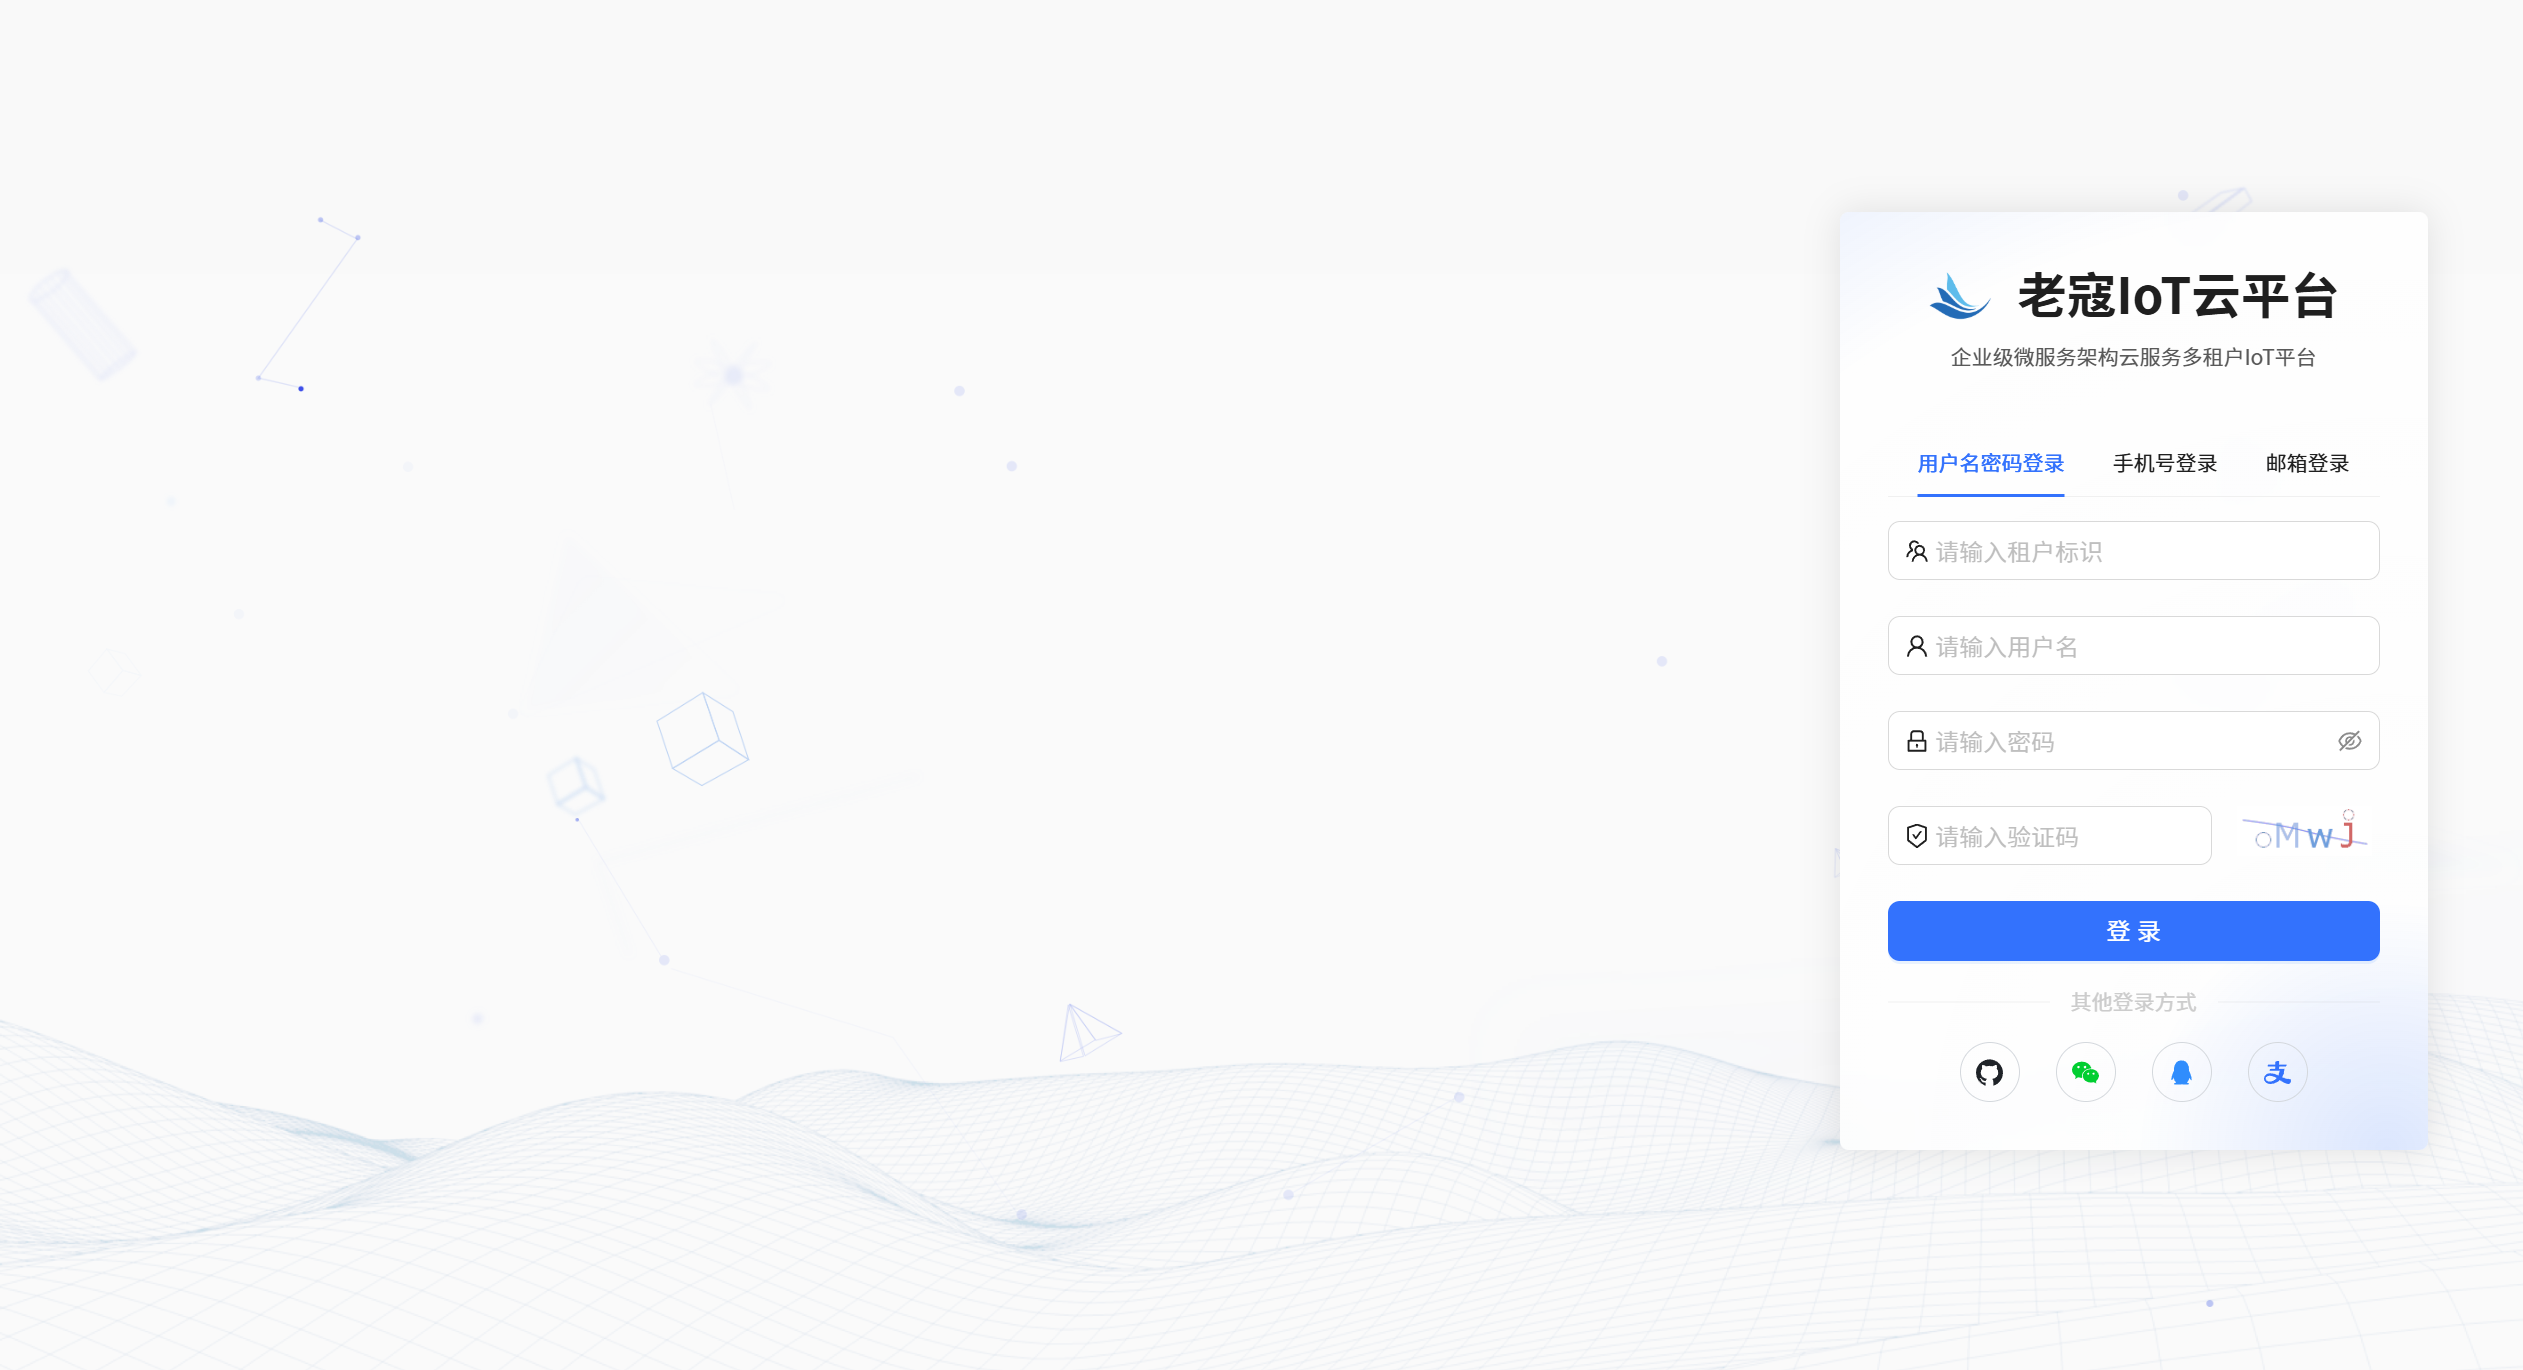 老寇IoT云平台
企业级微服务架构云服务多租户IoT平台
用户名密码登录 手机号登录 邮箱登录
请输入租户标识
请输入用户名
请输入密码
请输入验证码 MwJ
登 录
其他登录方式
支